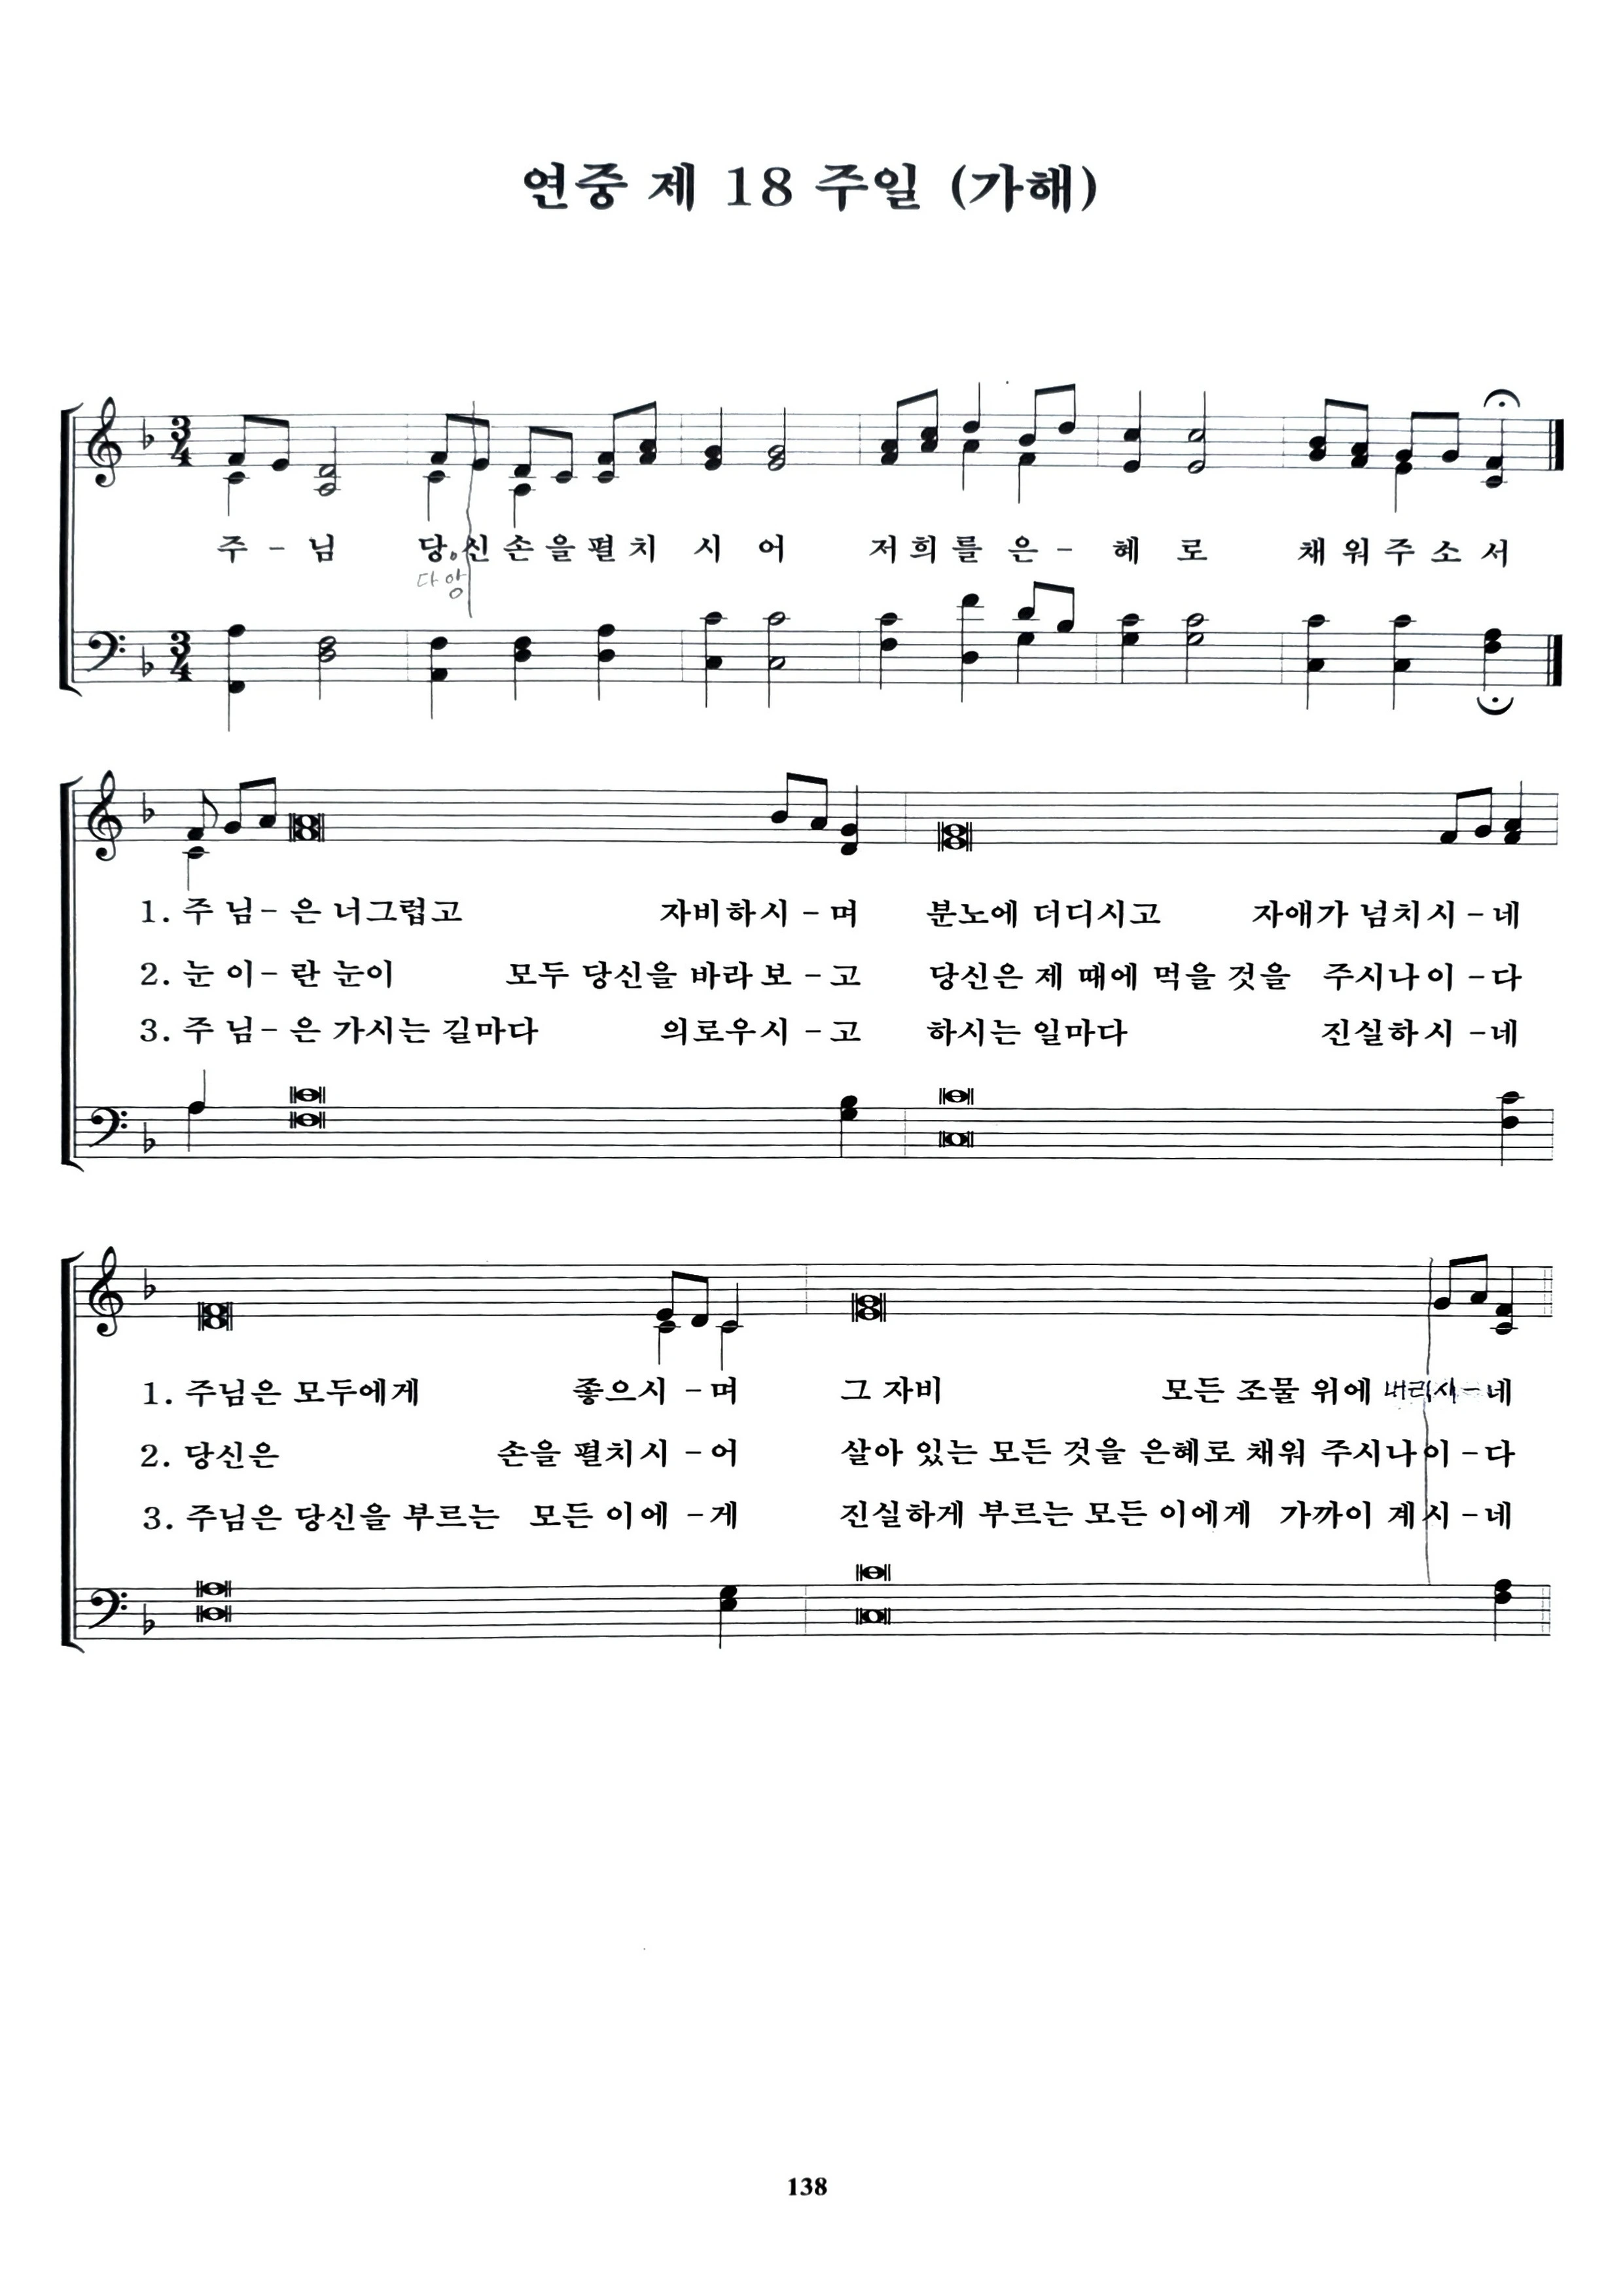 연중 제 18 주일 (가해)
주 - 님 당신 손을 펼치 시 어 저희를 은 - 혜 로 채워주소서
다앙
1. 주 님 - 은 너그럽고 자비하시 - 며 분노에 더디시고 자애가 넘치시 - 네
2. 눈 이 - 란 눈이 모두 당신을 바라보 - 고 당신은 제 때에 먹을 것을 주시나이 - 다
3. 주 님 - 은 가시는 길마다 의로우시 - 고 하시는 일마다 진실하시 - 네
1. 주님은 모두에게 좋으시 - 며 그 자비 모든 조물 위에 내리시 - 네
2. 당신은 손을 펼치시 - 어 살아 있는 모든 것을 은혜로 채워 주시나이 - 다
3. 주님은 당신을 부르는 모든 이에 - 게 진실하게 부르는 모든 이에게 가까이 계시 - 네
138